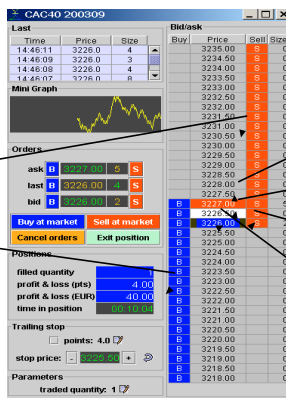 CAC40 200309
Last
Time Price Size
14:46:11 3226.0 4
14:46:09 3226.0 3
14:46:08 3226.0 4
14:46:07 3226.0 8
Mini Graph
Orders
ask B 3227.00 5 S
last B 3226.00 4 S
bid B 3226.00 2 S
Buy at market Sell at market
Cancel orders Exit position
Positions
filled quantity 1
profit & loss (pts) 4.00
profit & loss (EUR) 40.00
time in position 00:10:04
Trailing stop
points: 4.0
stop price: - 3225.50 +
Parameters
traded quantity: 1
Bid/ask
Buy Price Sell Size
3235.00 S
3234.50 S
3234.00 S
3233.50 S
3233.00 S
3232.50 S
3232.00 S
3231.50 S
3231.00 S
3230.50 S
3230.00 S
3229.50 S
3229.00 S
3228.50 S
3228.00 S
3227.50 S
B 3227.00 S
B 3226.50 S
B 3226.00 S
B 3225.50
B 3225.00
B 3224.50
B 3224.00
B 3223.50
B 3223.00
B 3222.50
B 3222.00
B 3221.50
B 3221.00
B 3220.50
B 3220.00
B 3219.50
B 3219.00
B 3218.50
B 3218.00